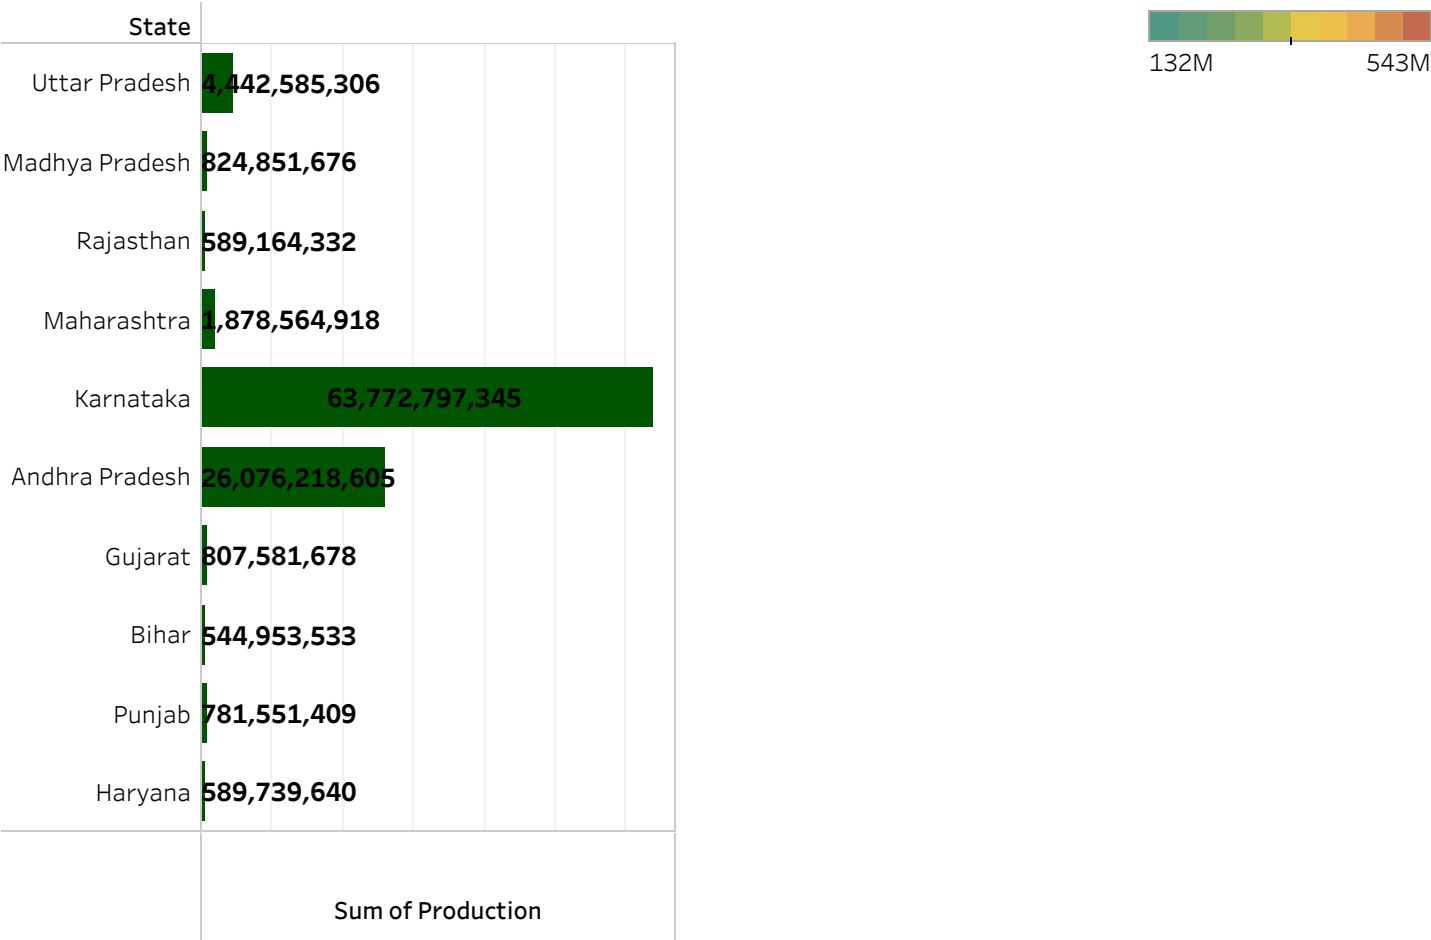 State
132M 543M
Uttar Pradesh 4,442,585,306
Madhya Pradesh 824,851,676
Rajasthan 589,164,332
Maharashtra 1,878,564,918
Karnataka 63,772,797,345
Andhra Pradesh 26,076,218,605
Gujarat 807,581,678
Bihar 544,953,533
Punjab 781,551,409
Haryana 589,739,640
Sum of Production